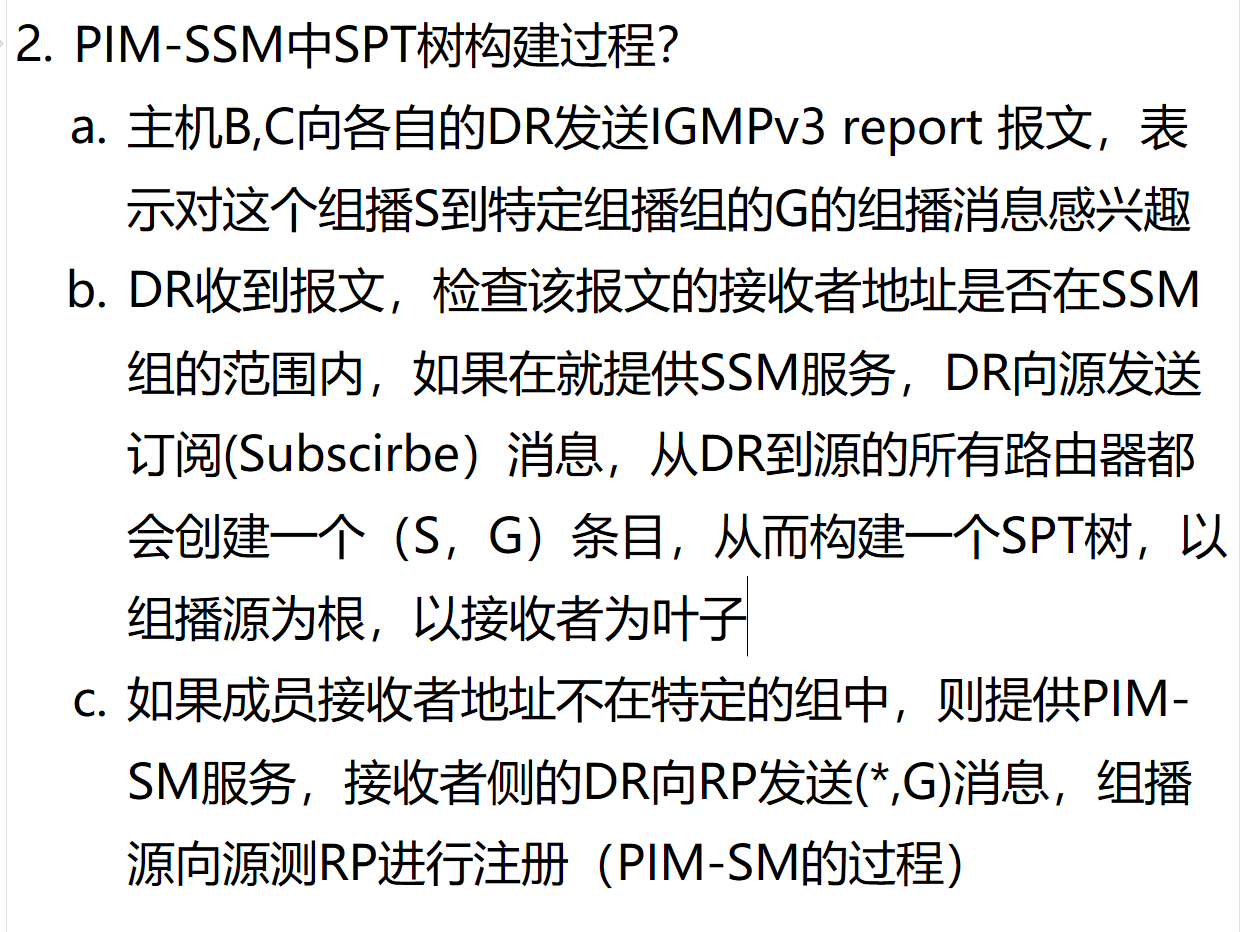 2. PIM-SSM中SPT树构建过程？
a. 主机B,C向各自的DR发送IGMPv3 report 报文，表
示对这个组播S到特定组播组的G的组播消息感兴趣
b. DR收到报文，检查该报文的接收者地址是否在SSM
组的范围内，如果在就提供SSM服务，DR向源发送
订阅(Subscirbe）消息，从DR到源的所有路由器都
会创建一个（S，G）条目，从而构建一个SPT树，以
组播源为根，以接收者为叶子
c. 如果成员接收者地址不在特定的组中，则提供PIM-
SM服务，接收者侧的DR向RP发送(*,G)消息，组播
源向源测RP进行注册（PIM-SM的过程）